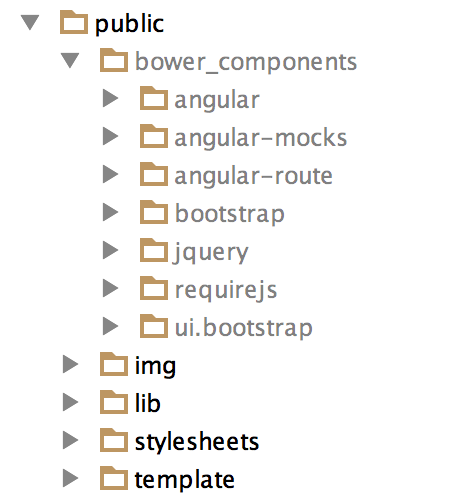 public
bower_components
angular
angular-mocks
angular-route
bootstrap
jquery
requirejs
ui.bootstrap
img
lib
stylesheets
template